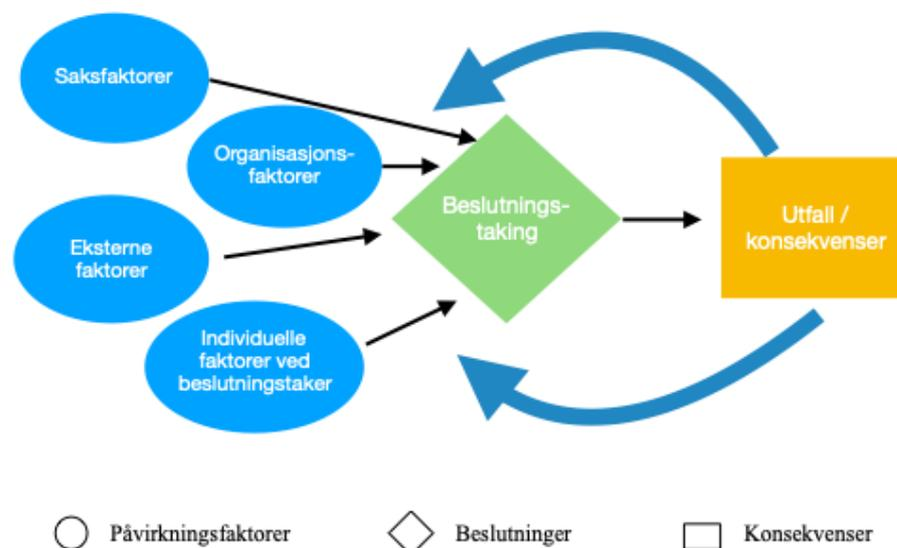 Saksfaktorer
Organisasjons-
faktorer
Eksterne
faktorer
Individuelle
faktorer ved
beslutningstaker
Beslutnings-
taking
Utfall /
konsekvenser
Påvirkningsfaktorer
Beslutninger
Konsekvenser